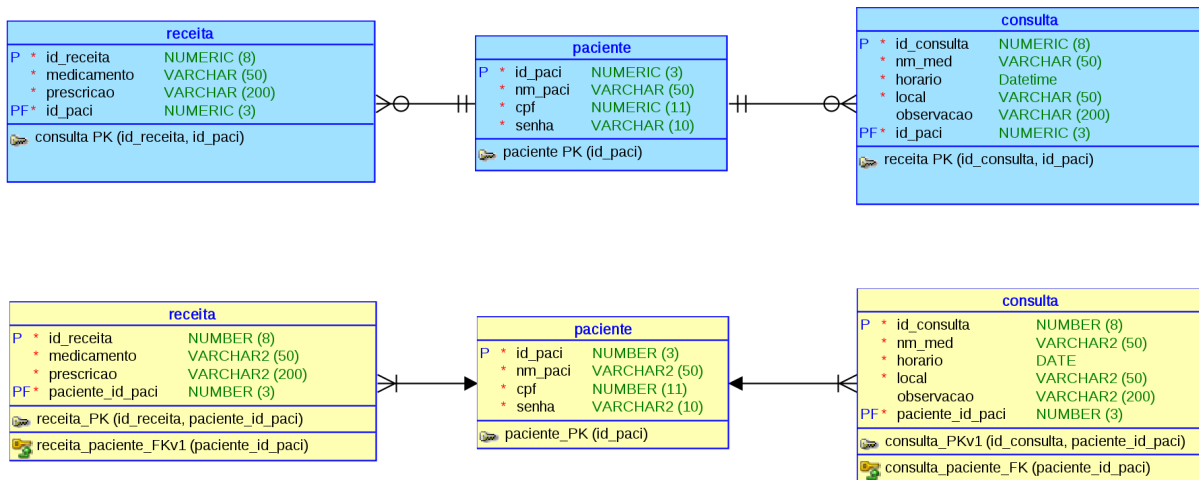 receita
P * id_receita NUMERIC (8)
* medicamento VARCHAR (50)
* prescricao VARCHAR (200)
PF* id_paci NUMERIC (3)
consulta PK (id_receita, id_paci)
paciente
P * id_paci NUMERIC (3)
* nm_paci VARCHAR (50)
* cpf NUMERIC (11)
* senha VARCHAR (10)
paciente PK (id_paci)
consulta
P * id_consulta NUMERIC (8)
* nm_med VARCHAR (50)
* horario Datetime
* local VARCHAR (50)
observacao VARCHAR (200)
PF* id_paci NUMERIC (3)
receita PK (id_consulta, id_paci)
receita
P * id_receita NUMBER (8)
* medicamento VARCHAR2 (50)
* prescricao VARCHAR2 (200)
PF* paciente_id_paci NUMBER (3)
receita_PK (id_receita, paciente_id_paci)
receita_paciente_FKv1 (paciente_id_paci)
paciente
P * id_paci NUMBER (3)
* nm_paci VARCHAR2 (50)
* cpf NUMBER (11)
* senha VARCHAR2 (10)
paciente_PK (id_paci)
consulta
P * id_consulta NUMBER (8)
* nm_med VARCHAR2 (50)
* horario DATE
* local VARCHAR2 (50)
observacao VARCHAR2 (200)
PF* paciente_id_paci NUMBER (3)
consulta_PKv1 (id_consulta, paciente_id_paci)
consulta_paciente_FK (paciente_id_paci)